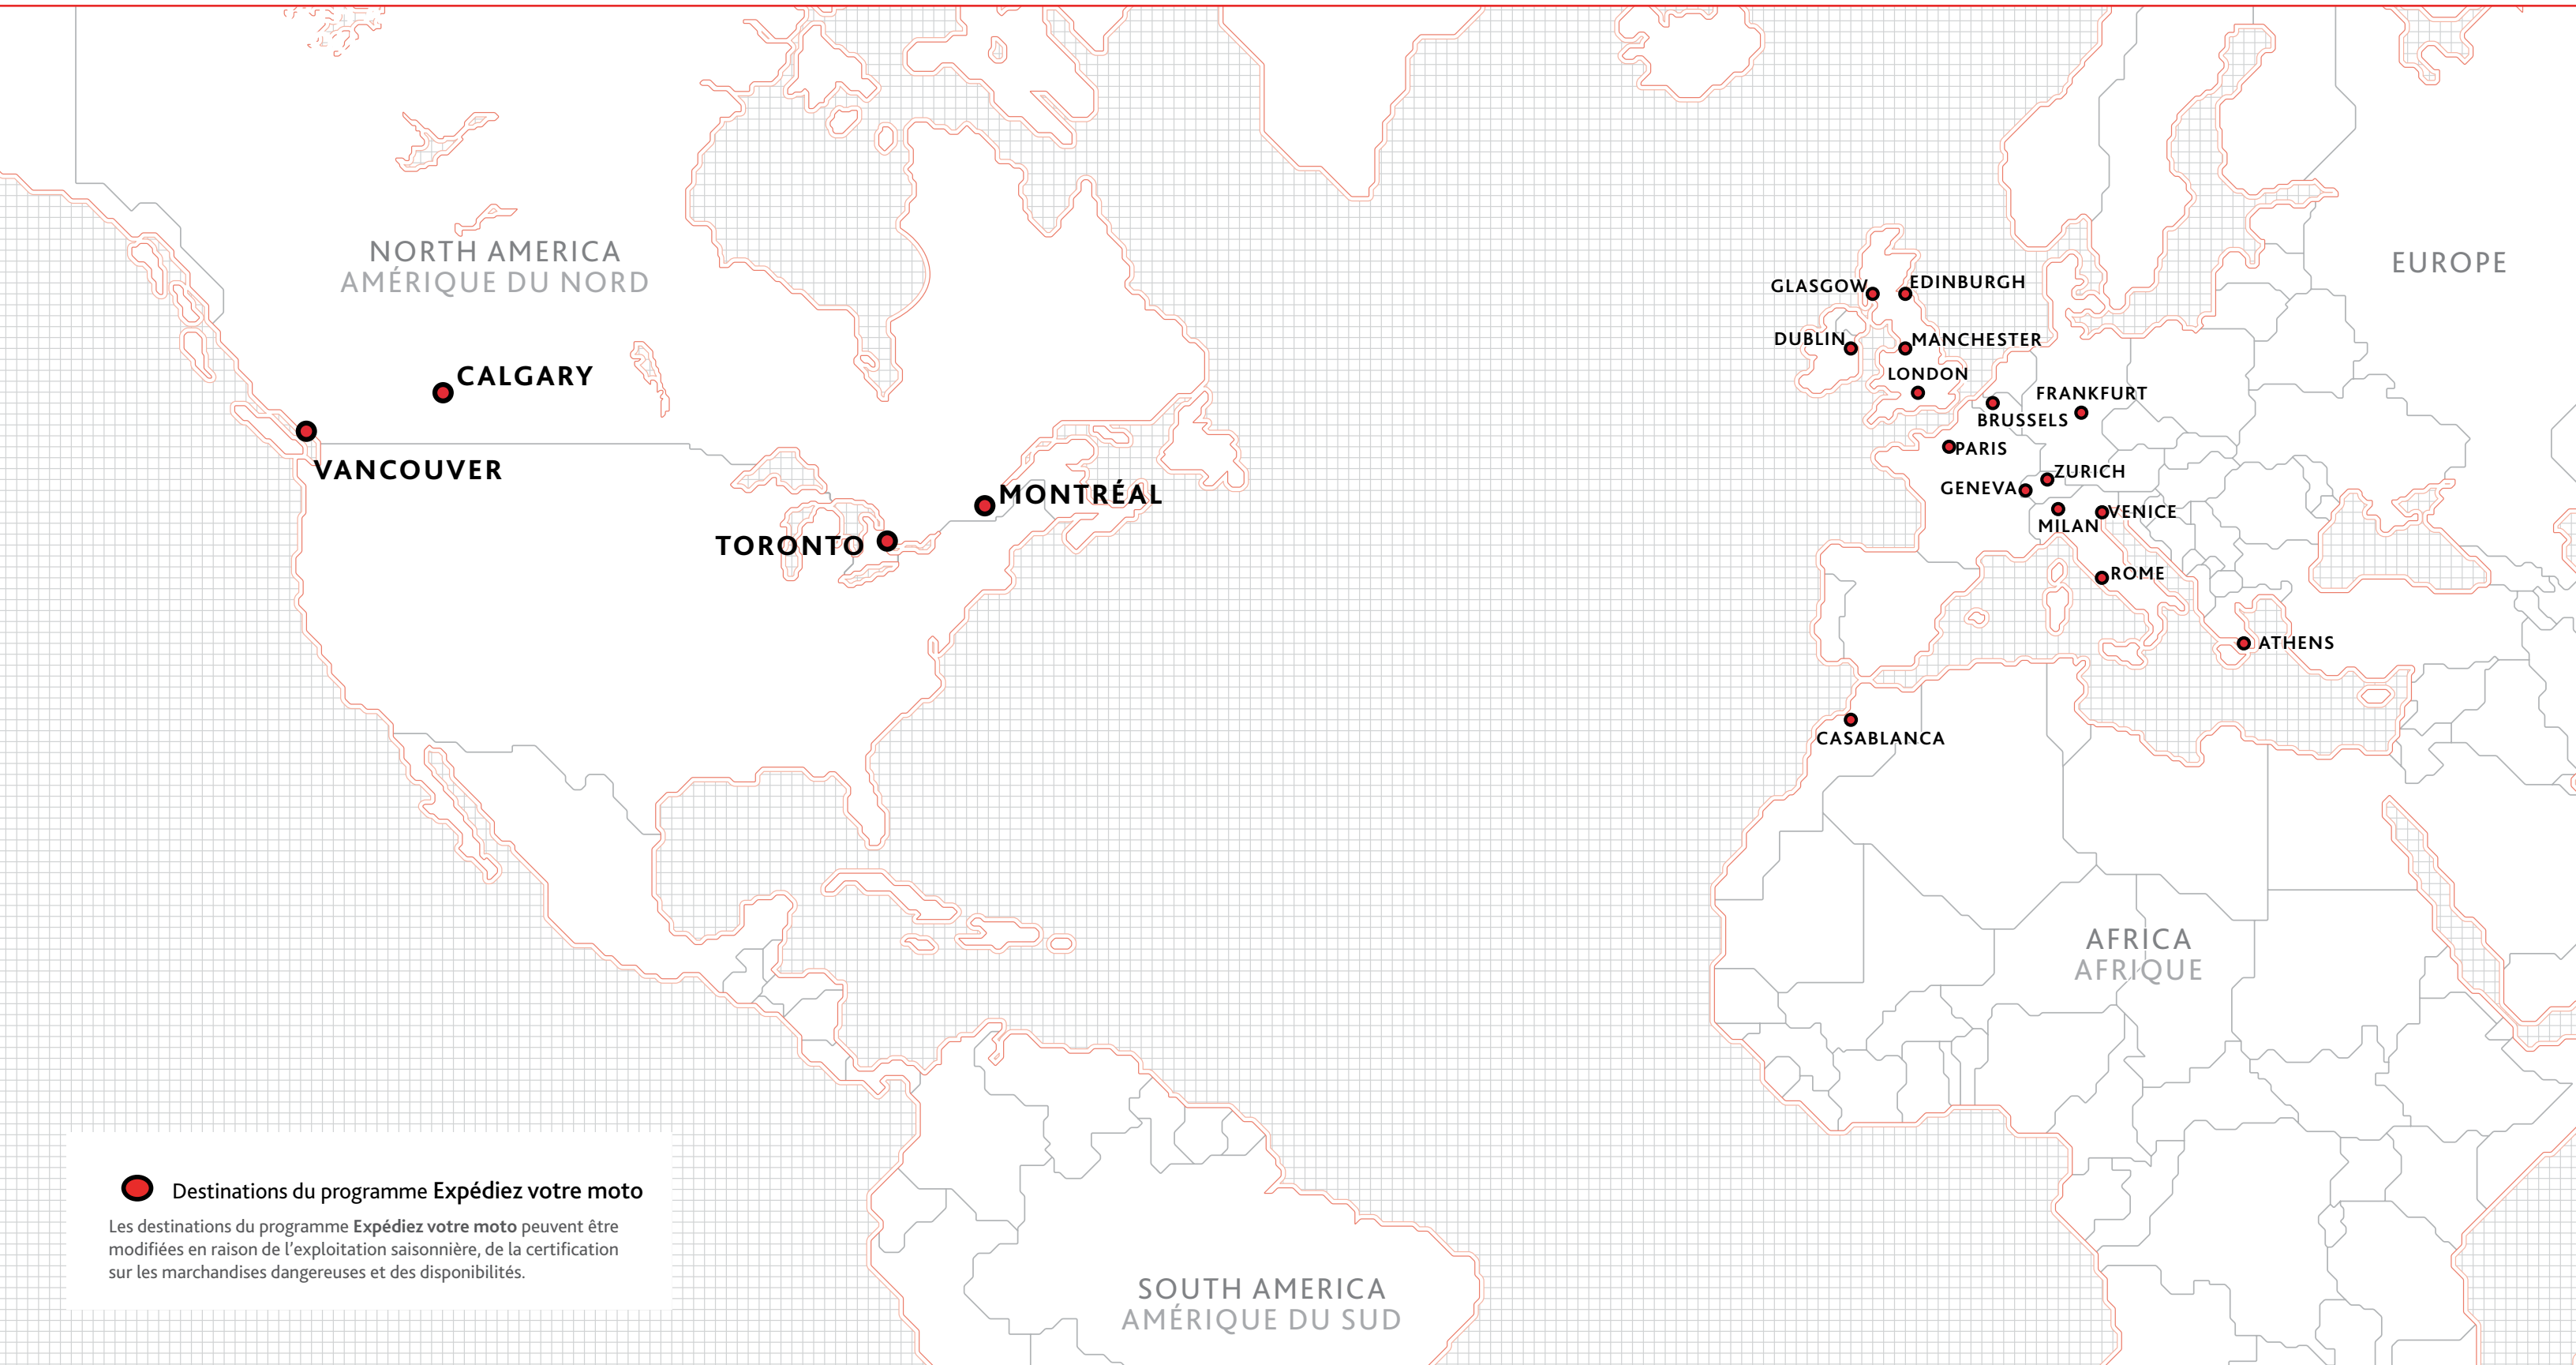 NORTH AMERICA
AMÉRIQUE DU NORD
EUROPE
GLASGOW
EDINBURGH
DUBLIN
MANCHESTER
LONDON
CALGARY
FRANKFURT
BRUSSELS
PARIS
VANCOUVER
ZURICH
GENEVA
MONTRÉAL
VENICE
MILAN
TORONTO
ROME
ATHENS
CASABLANCA
AFRICA
AFRIQUE
Destinations du programme Expédiez votre moto
Les destinations du programme Expédiez votre moto peuvent être
modifiées en raison de l’exploitation saisonnière, de la certification
sur les marchandises dangereuses et des disponibilités.
SOUTH AMERICA
AMÉRIQUE DU SUD